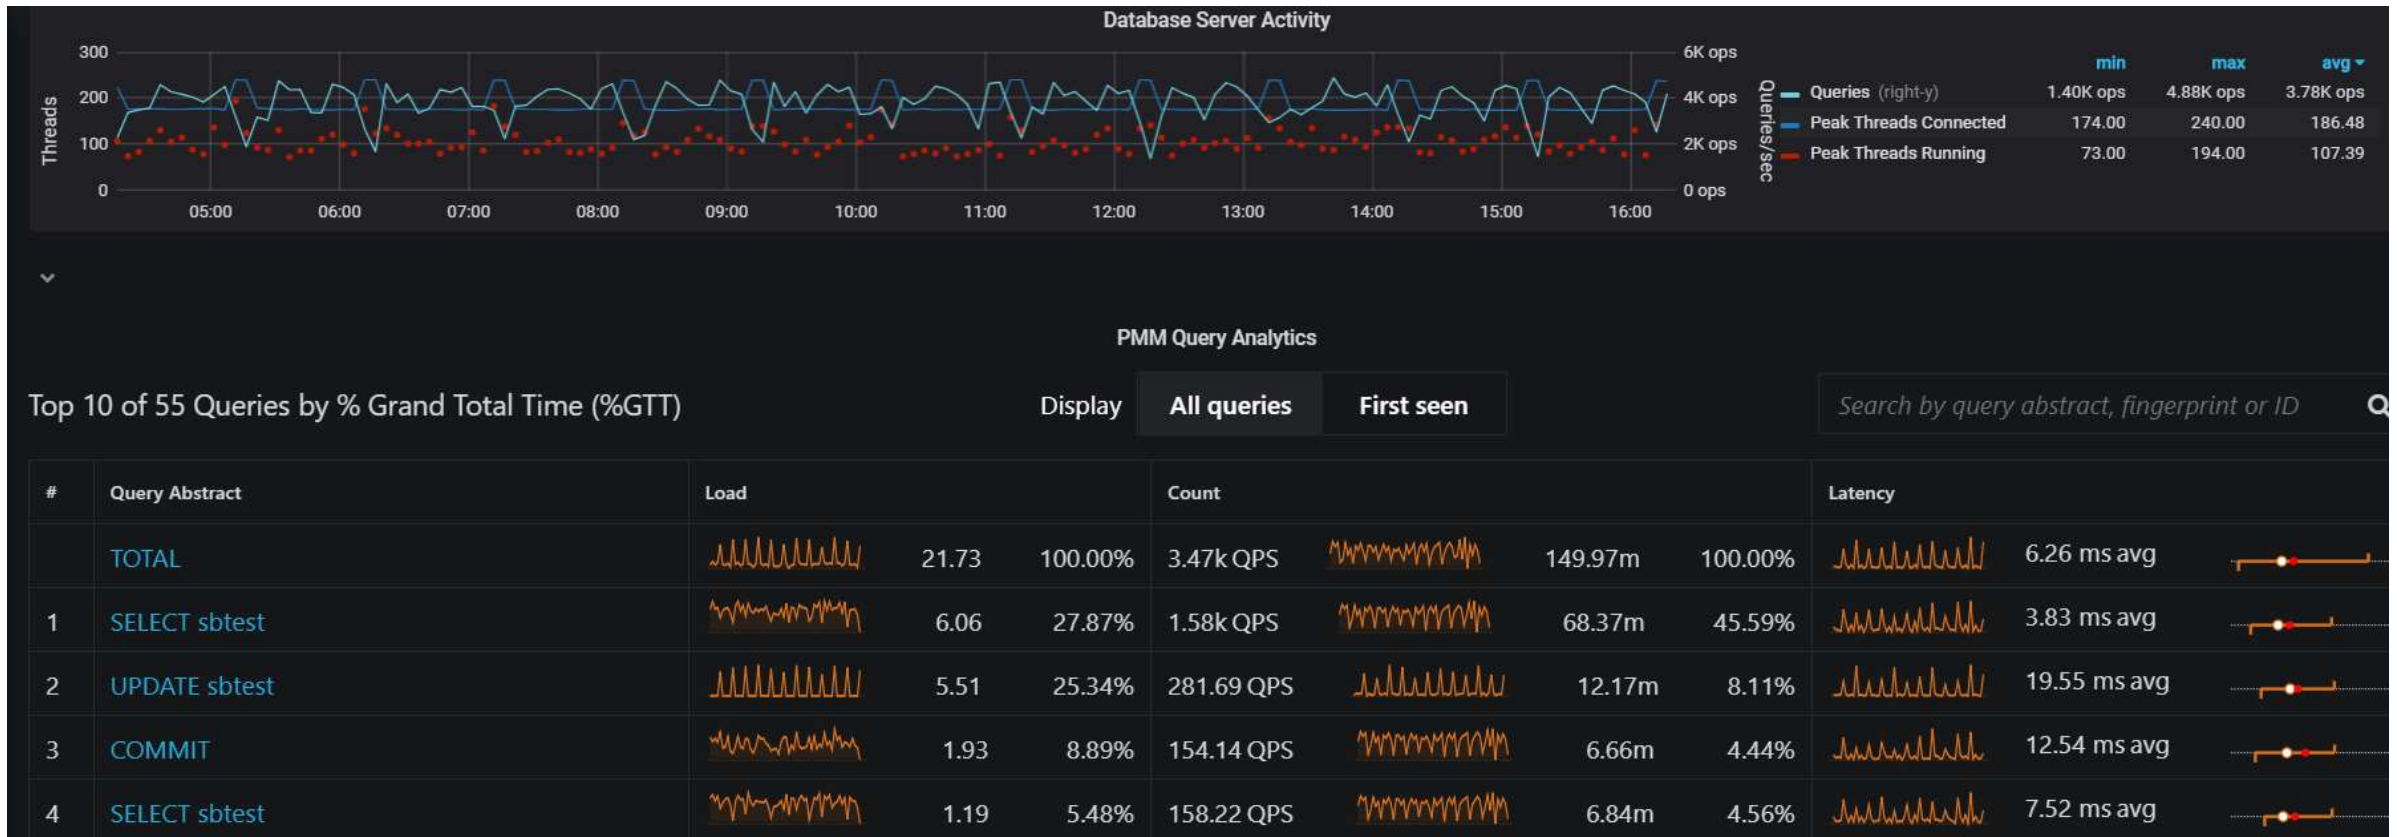 Database Server Activity
300
200
100
0
Threads
6K ops
4K ops
2K ops
0 ops
Queries/sec
05:00 06:00 07:00 08:00 09:00 10:00 11:00 12:00 13:00 14:00 15:00 16:00
min max avg
Queries (right-y) 1.40K ops 4.88K ops 3.78K ops
Peak Threads Connected 174.00 240.00 186.48
Peak Threads Running 73.00 194.00 107.39
PMM Query Analytics
Top 10 of 55 Queries by % Grand Total Time (%GTT) Display All queries First seen Search by query abstract, fingerprint or ID
# Query Abstract Load Count Latency
TOTAL 21.73 100.00% 3.47k QPS 149.97m 100.00% 6.26 ms avg
1 SELECT sbtest 6.06 27.87% 1.58k QPS 68.37m 45.59% 3.83 ms avg
2 UPDATE sbtest 5.51 25.34% 281.69 QPS 12.17m 8.11% 19.55 ms avg
3 COMMIT 1.93 8.89% 154.14 QPS 6.66m 4.44% 12.54 ms avg
4 SELECT sbtest 1.19 5.48% 158.22 QPS 6.84m 4.56% 7.52 ms avg